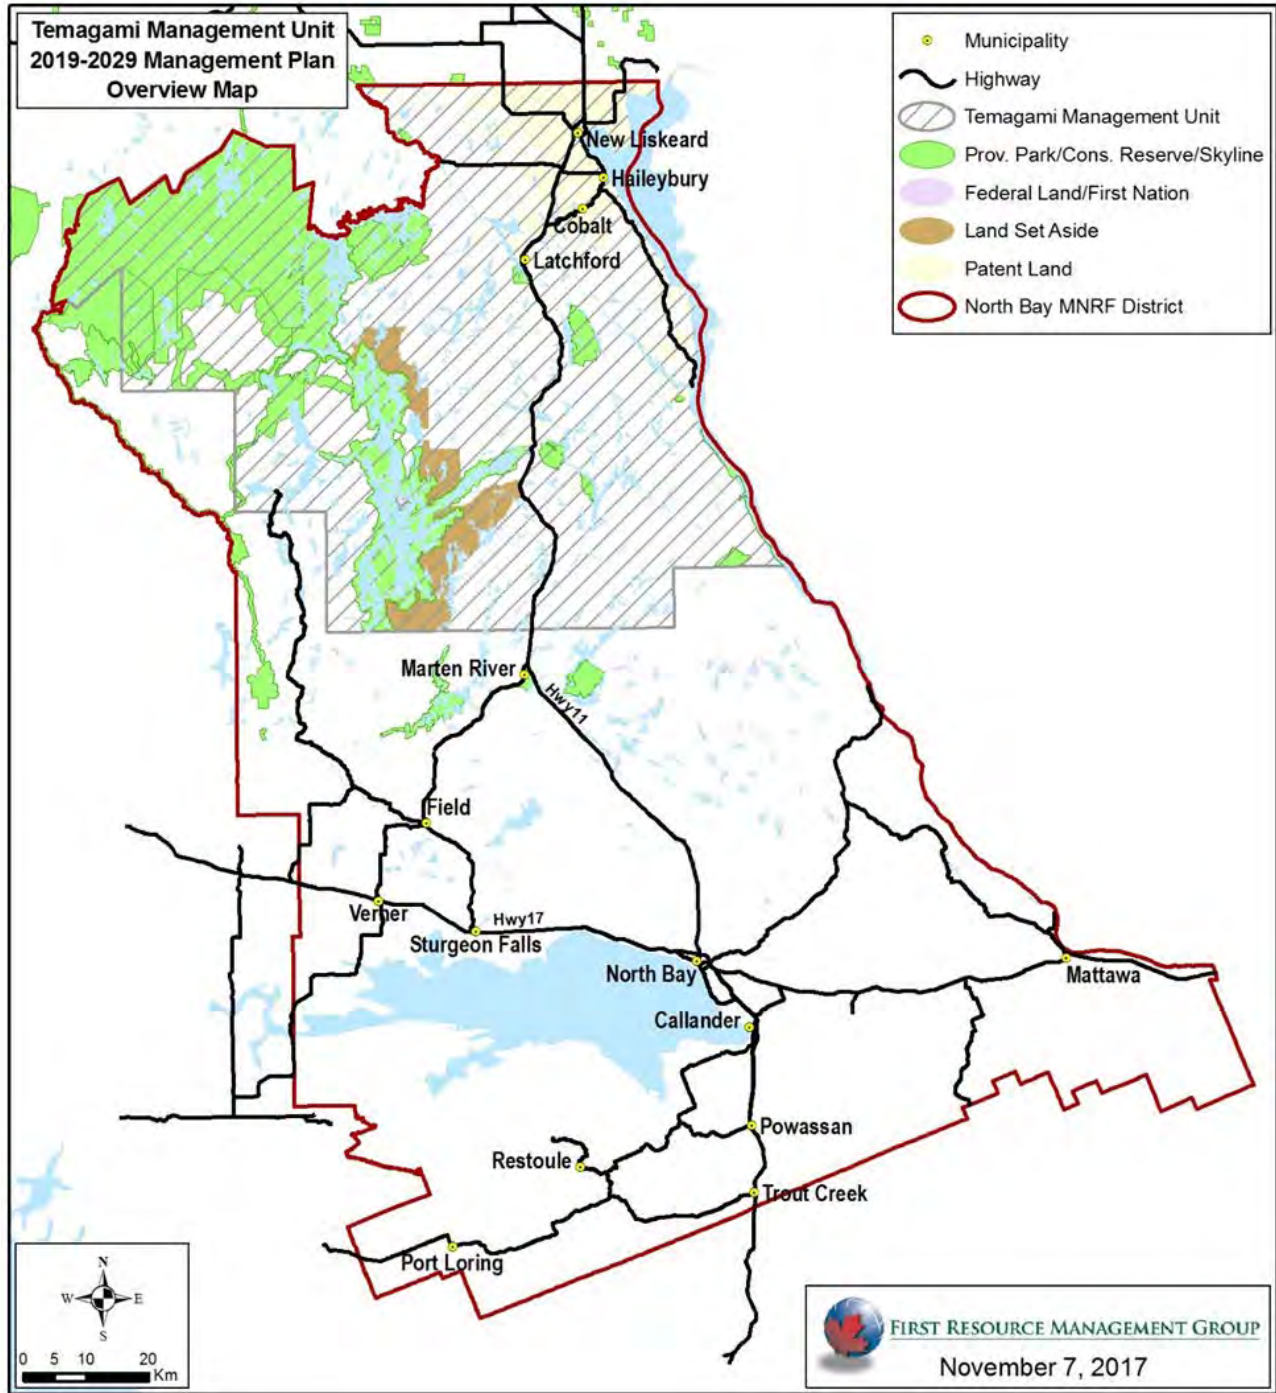 Temagami Management Unit
2019-2029 Management Plan
Overview Map
Municipality
Highway
Temagami Management Unit
Prov. Park/Cons. Reserve/Skyline
Federal Land/First Nation
Land Set Aside
Patent Land
North Bay MNRF District
New Liskeard
Haileybury
Cobalt
Latchford
Marten River
Hwy11
Field
Verner
Hwy17
Sturgeon Falls
North Bay
Mattawa
Callander
Powassan
Restoule
Trout Creek
Port Loring
N
W E
S
0 5 10 20
Km
FIRST RESOURCE MANAGEMENT GROUP
November 7, 2017